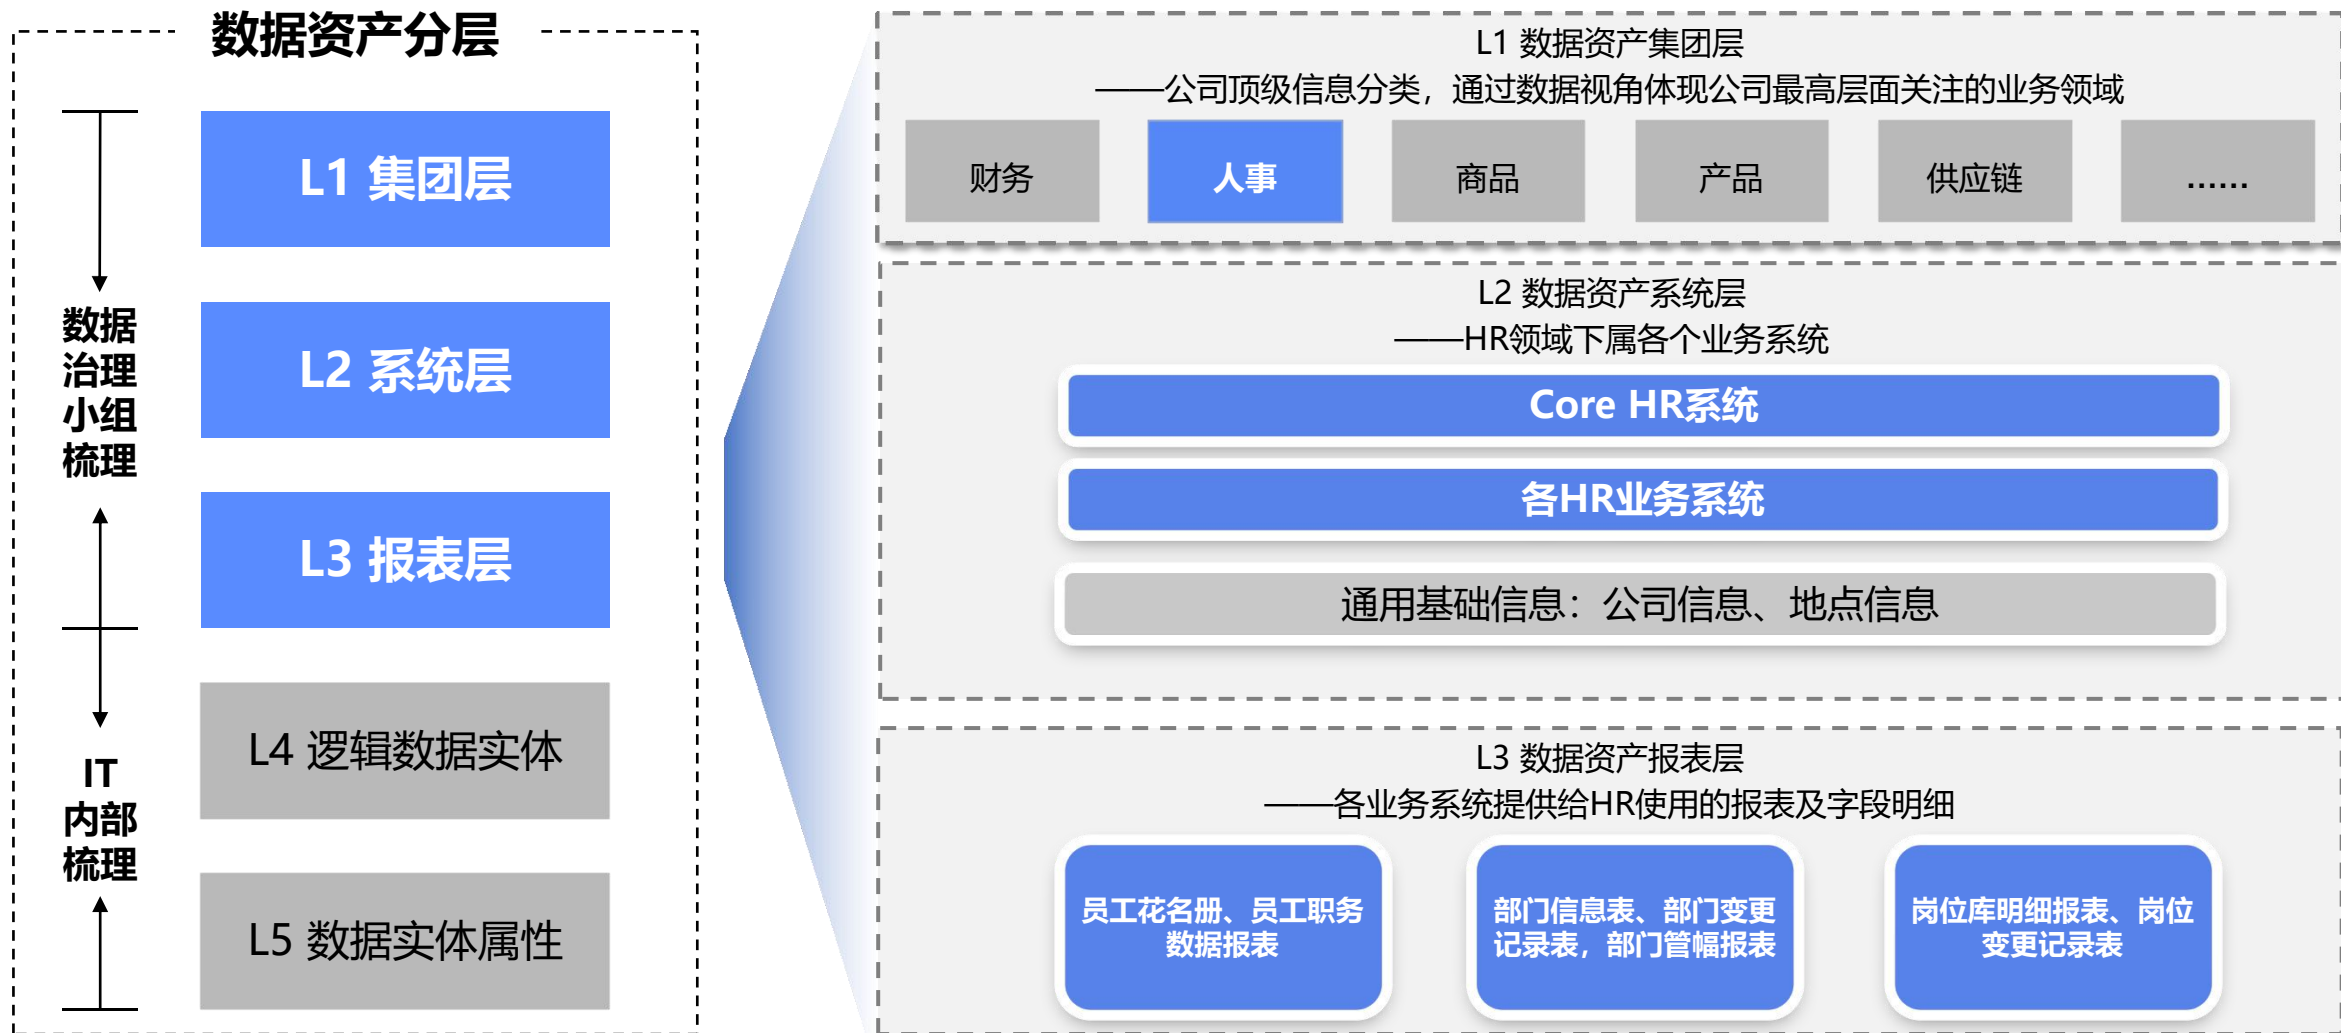 数据资产分层
L1 集团层
L2 系统层
L3 报表层
L4 逻辑数据实体
L5 数据实体属性
数据
治理
小组
梳理
IT
内部
梳理
L1 数据资产集团层
——公司顶级信息分类，通过数据视角体现公司最高层面关注的业务领域
财务
人事
商品
产品
供应链
……
L2 数据资产系统层
——HR领域下属各个业务系统
Core HR系统
各HR业务系统
通用基础信息：公司信息、地点信息
L3 数据资产报表层
——各业务系统提供给HR使用的报表及字段明细
员工花名册、员工职务
数据报表
部门信息表、部门变更
记录表，部门管幅报表
岗位库明细报表、岗位
变更记录表